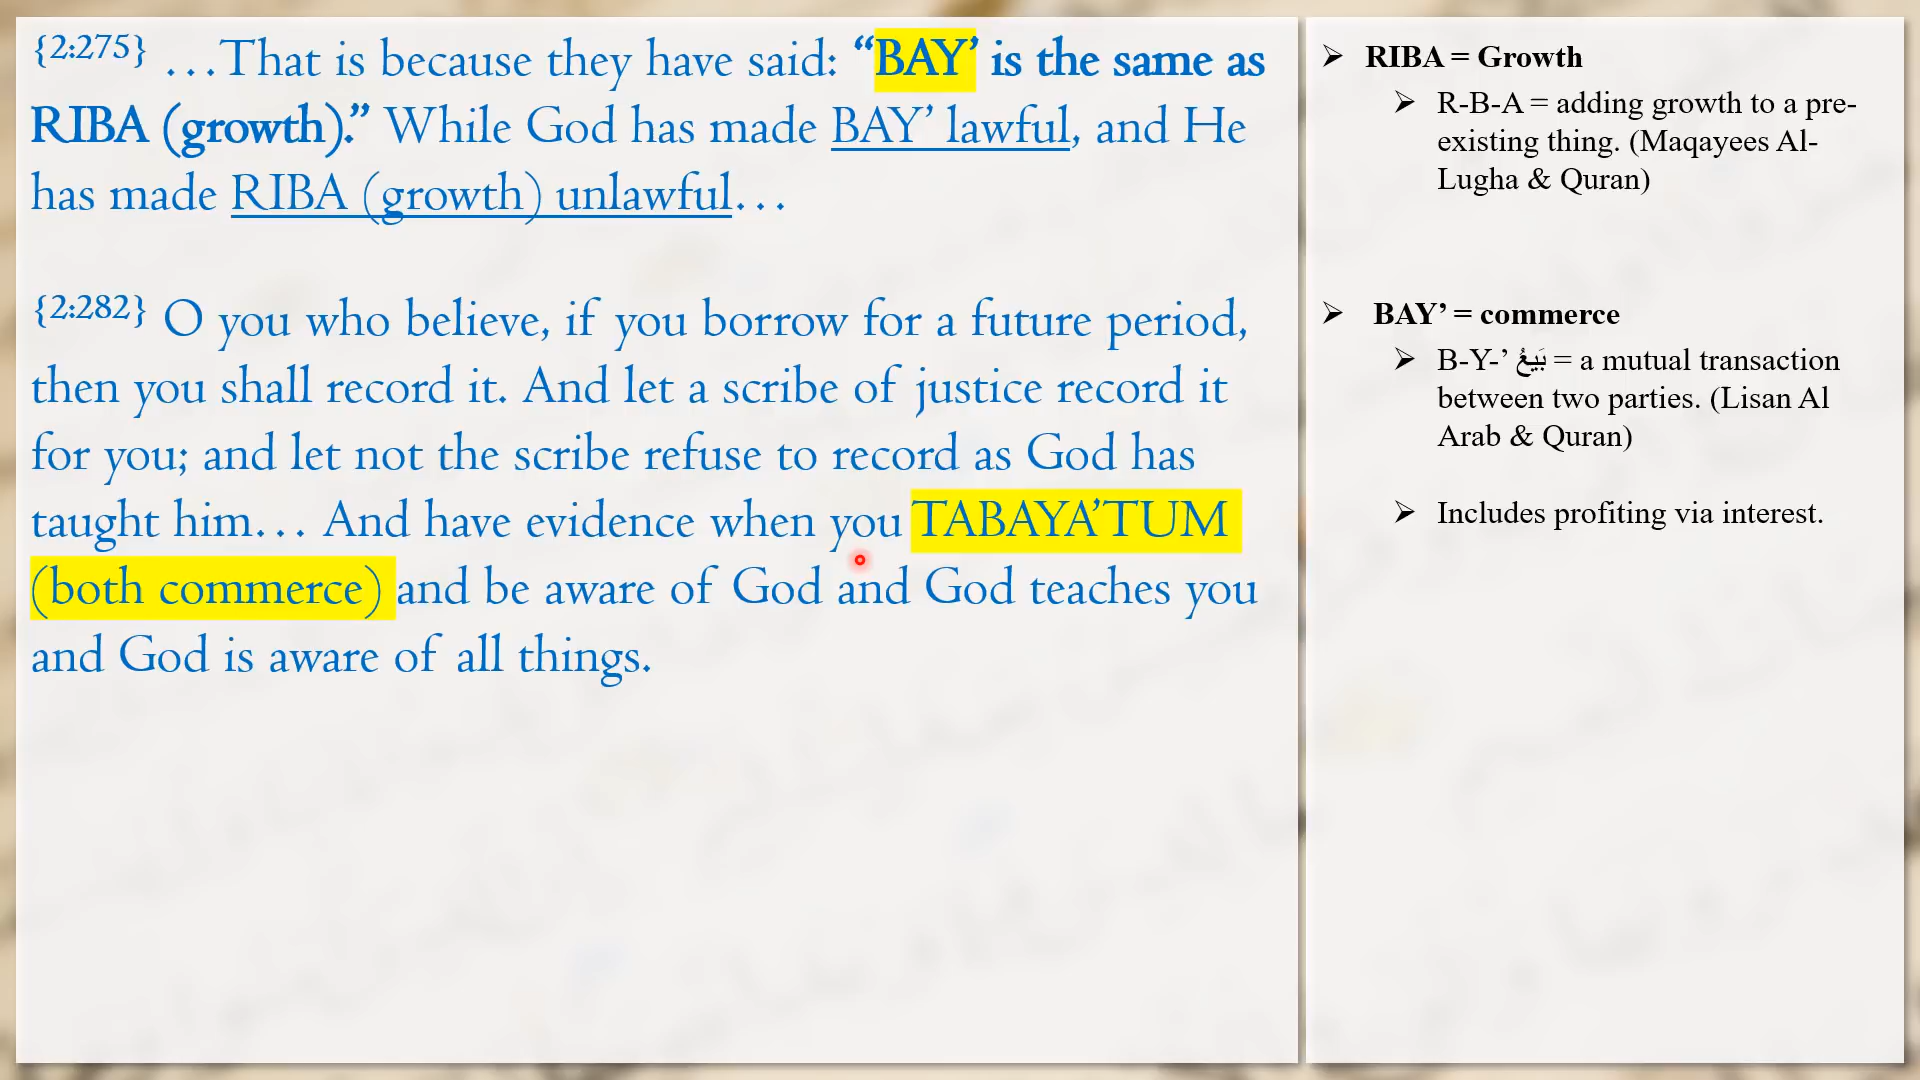 {2:275} …That is because they have said: “BAY’ is the same as
RIBA (growth).” While God has made BAY’ lawful, and He
has made RIBA (growth) unlawful…
{2:282} O you who believe, if you borrow for a future period,
then you shall record it. And let a scribe of justice record it
for you; and let not the scribe refuse to record as God has
taught him… And have evidence when you TABAYA’TUM
(both commerce) and be aware of God and God teaches you
and God is aware of all things.
➢ RIBA = Growth
➢ R-B-A = adding growth to a pre-
existing thing. (Maqayees Al-
Lugha & Quran)
➢ BAY’ = commerce
➢ B-Y-’ بَيِعُ = a mutual transaction
between two parties. (Lisan Al
Arab & Quran)
➢ Includes profiting via interest.